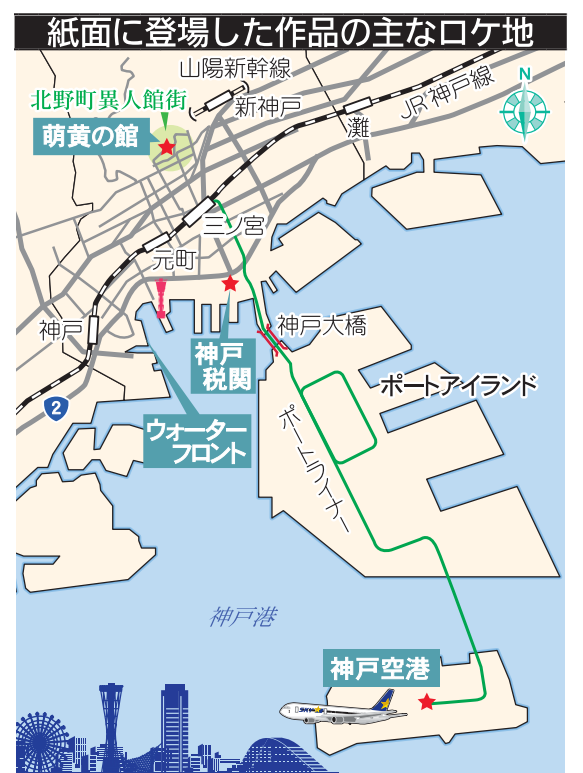 紙面に登場した作品の主なロケ地
山陽新幹線
北野町異人館街
新神戸
JR神戸線
N
萌黄の館
灘
三ノ宮
元町
神戸
神戸大橋
神戸
税関
ポートアイランド
2
ウォーター
フロント
ポートライナー
神戸港
神戸空港
SKYMARK